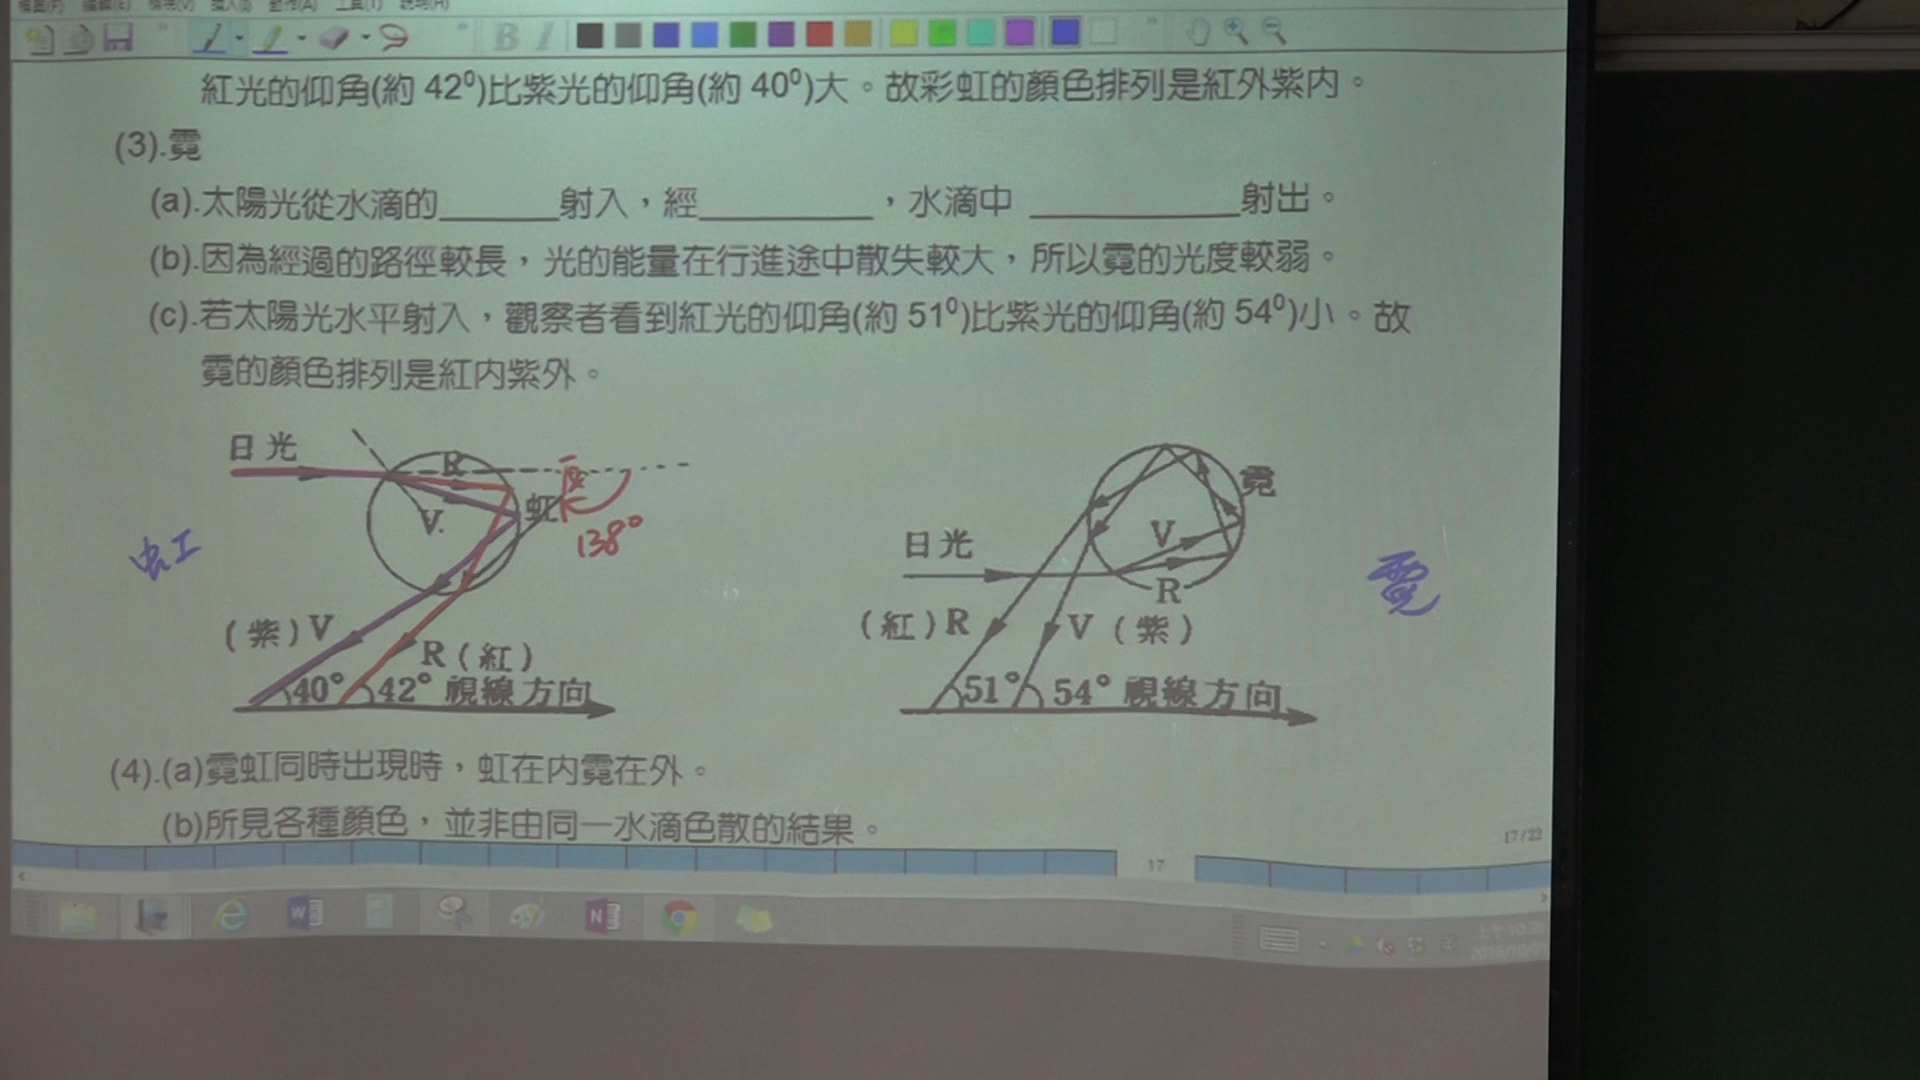 紅光的仰角(約 42⁰)比紫光的仰角(約 40⁰)大。故彩虹的顏色排列是紅外紫內。
(3).霓
(a).太陽光從水滴的______射入，經_________，水滴中 ___________射出。
(b).因為經過的路徑較長，光的能量在行進途中散失較大，所以霓的光度較弱。
(c).若太陽光水平射入，觀察者看到紅光的仰角(約 51⁰)比紫光的仰角(約 54⁰)小。故
霓的顏色排列是紅內紫外。
日光
R
V
虹
138°
虹
(紫)V
R(紅)
40°
42° 視線方向
日光
霓
V
R
霓
(紅)R
V(紫)
51°
54° 視線方向
(4).(a)霓虹同時出現時，虹在內霓在外。
(b)所見各種顏色，並非由同一水滴色散的結果。
17/23
17